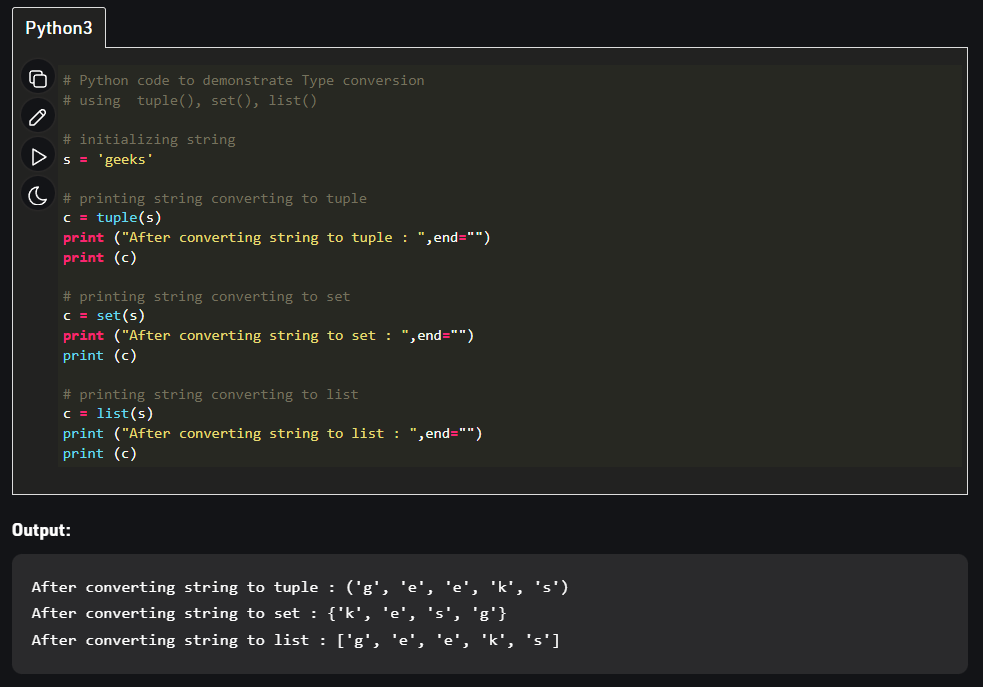 Python3
# Python code to demonstrate Type conversion
# using  tuple(), set(), list()
# initializing string
s = 'geeks'
# printing string converting to tuple
c = tuple(s)
print ("After converting string to tuple : ",end="")
print (c)
# printing string converting to set
c = set(s)
print ("After converting string to set : ",end="")
print (c)
# printing string converting to list
c = list(s)
print ("After converting string to list : ",end="")
print (c)
Output:
After converting string to tuple : ('g', 'e', 'e', 'k', 's')
After converting string to set : {'k', 'e', 's', 'g'}
After converting string to list : ['g', 'e', 'e', 'k', 's']